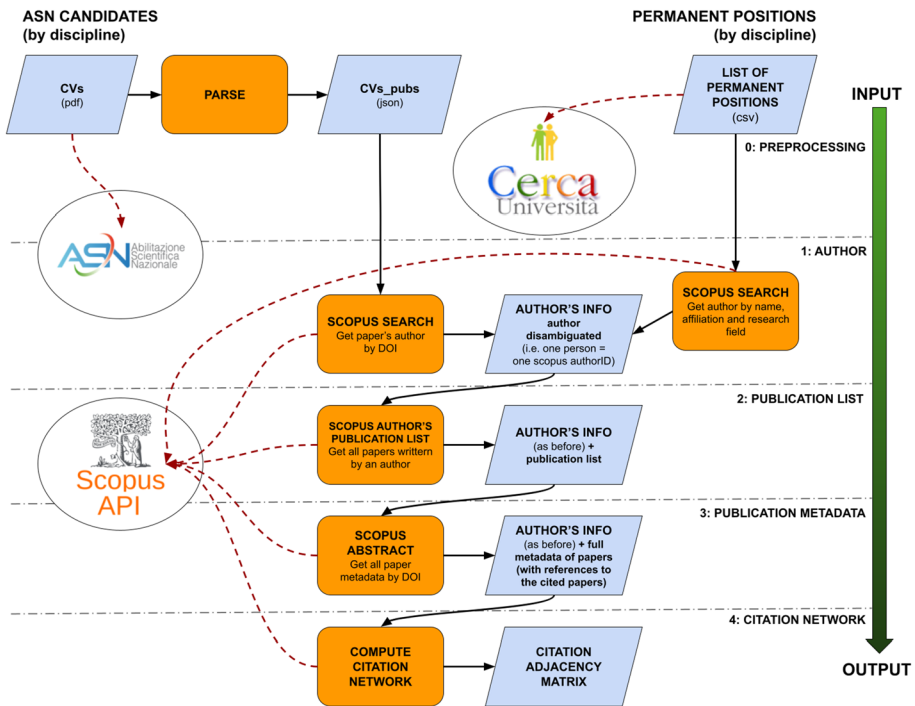 ASN CANDIDATES
(by discipline)
PERMANENT POSITIONS
(by discipline)
CVs
(pdf)
PARSE
CVs_pubs
(json)
LIST OF
PERMANENT
POSITIONS
(csv)
INPUT
0: PREPROCESSING
Cerca
Università
ASN
Abilitazione
Scientifica
Nazionale
1: AUTHOR
SCOPUS SEARCH
Get author by name,
affiliation and research
field
SCOPUS SEARCH
Get paper's author
by DOI
AUTHOR'S INFO
author
disambiguated
(i.e. one person =
one scopus authorID)
2: PUBLICATION LIST
SCOPUS AUTHOR'S
PUBLICATION LIST
Get all papers writtern
by an author
AUTHOR'S INFO
(as before) +
publication list
Scopus
API
3: PUBLICATION METADATA
SCOPUS
ABSTRACT
Get all paper
metadata by DOI
AUTHOR'S INFO
(as before) + full
metadata of papers
(with references to
the cited papers)
4: CITATION NETWORK
COMPUTE
CITATION
NETWORK
CITATION
ADJACENCY
MATRIX
OUTPUT